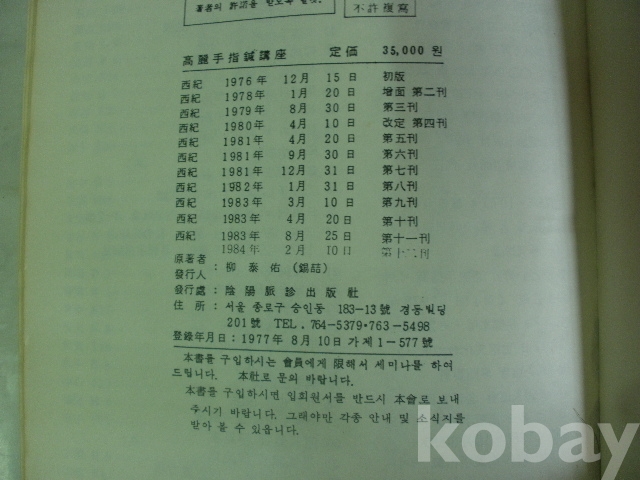 著者의 許諾을 받도록 할것.
不許複寫
高麗手指鍼講座 定価 35,000 원
西紀 1976年 12月 15日 初版
西紀 1978年 1月 20日 增面 第二刊
西紀 1979年 8月 30日 第三刊
西紀 1980年 4月 10日 改定 第四刊
西紀 1981年 4月 20日 第五刊
西紀 1981年 9月 30日 第六刊
西紀 1981年 12月 31日 第七刊
西紀 1982年 1月 31日 第八刊
西紀 1983年 3月 10日 第九刊
西紀 1983年 4月 20日 第十刊
西紀 1983年 8月 25日 第十一刊
1984年 2月 10日 第十二刊
原著者
發行人 : 柳泰佑
發行處 : 陰陽脈診出版社
住所 : 서울 종로구 숭인동 183-13號 경동빌딩
201號 TEL. 764-5379·763-5498
登錄年月日 : 1977年 8月 10日 가 제1-577號
本書를 구입하시는 會員에게 限해서 세미나를 하여
드립니다. 本社로 문의 바랍니다.
本書를 구입하시면 입회원서를 반드시 本會로 보내
주시기 바랍니다. 그래야만 각종 안내 및 소식지를
받아 볼 수 있읍니다.
kobay